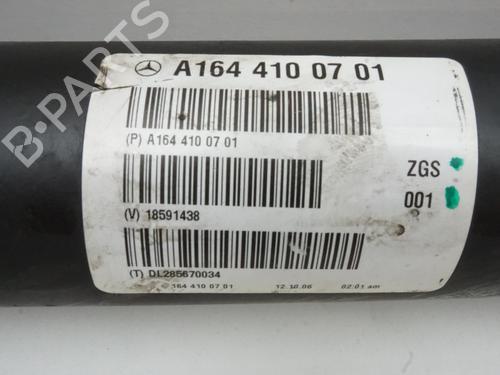 A164 410 07 01
(P) A164 410 07 01
ZGS
001
(V) 18591438
(T) DL285670034
164 410 07 01 12.10.06 02:01 am
B-PARTS